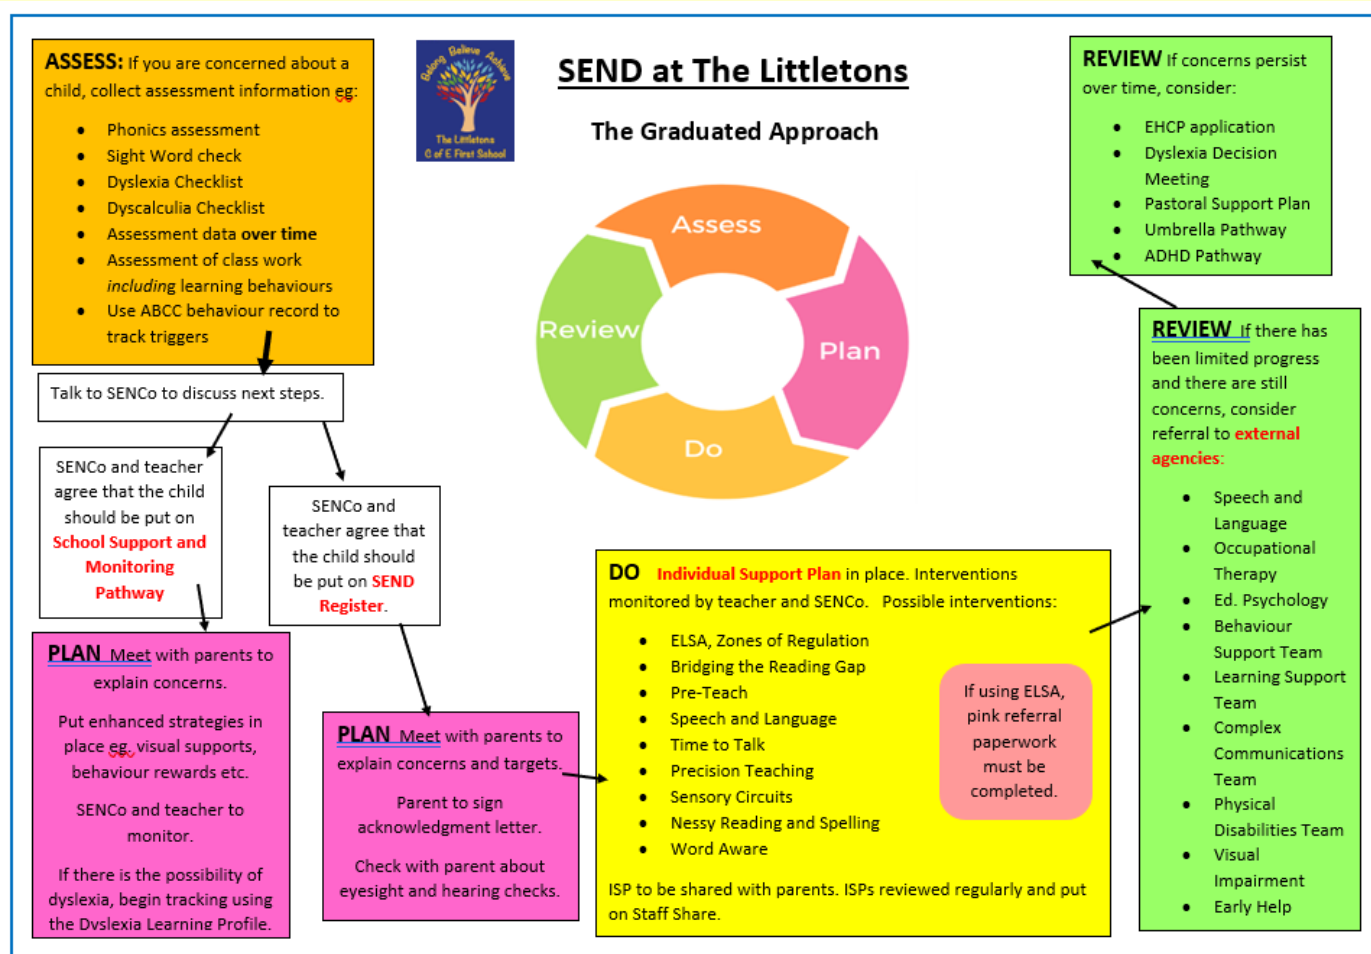 ASSESS: If you are concerned about a
child, collect assessment information eg:
Phonics assessment
Sight Word check
Dyslexia Checklist
Dyscalculia Checklist
Assessment data over time
Assessment of class work
including learning behaviours
Use ABCC behaviour record to
track triggers
Talk to SENCo to discuss next steps.
SENCo and teacher
agree that the child
should be put on
School Support and
Monitoring
Pathway
SENCo and
teacher agree that
the child should
be put on SEND
Register.
PLAN Meet with parents to
explain concerns.
Put enhanced strategies in
place eg. visual supports,
behaviour rewards etc.
SENCo and teacher to
monitor.
If there is the possibility of
dyslexia, begin tracking using
the Dyslexia Learning Profile.
PLAN Meet with parents to
explain concerns and targets.
Parent to sign
acknowledgment letter.
Check with parent about
eyesight and hearing checks.
Belong Believe Achieve
The Littletons
C of E First School
SEND at The Littletons
The Graduated Approach
Assess
Plan
Do
Review
DO Individual Support Plan in place. Interventions
monitored by teacher and SENCo. Possible interventions:
ELSA, Zones of Regulation
Bridging the Reading Gap
Pre-Teach
Speech and Language
Time to Talk
Precision Teaching
Sensory Circuits
Nessy Reading and Spelling
Word Aware
If using ELSA,
pink referral
paperwork
must be
completed.
ISP to be shared with parents. ISPs reviewed regularly and put
on Staff Share.
REVIEW If there has
been limited progress
and there are still
concerns, consider
referral to external
agencies:
Speech and
Language
Occupational
Therapy
Ed. Psychology
Behaviour
Support Team
Learning Support
Team
Complex
Communications
Team
Physical
Disabilities Team
Visual
Impairment
Early Help
REVIEW If concerns persist
over time, consider:
EHCP application
Dyslexia Decision
Meeting
Pastoral Support Plan
Umbrella Pathway
ADHD Pathway